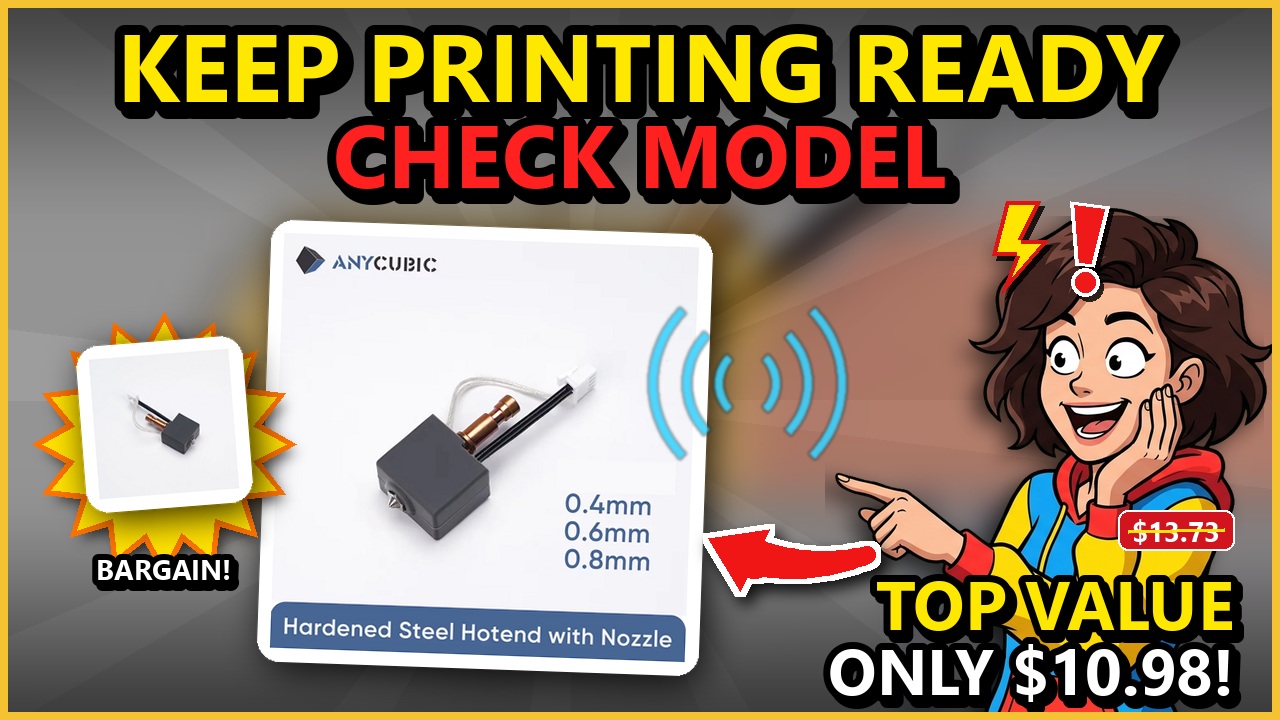 KEEP PRINTING READY
CHECK MODEL
ANYCUBIC
0.4mm
0.6mm
0.8mm
Hardened Steel Hotend with Nozzle
BARGAIN!
$13.73
TOP VALUE
ONLY $10.98!